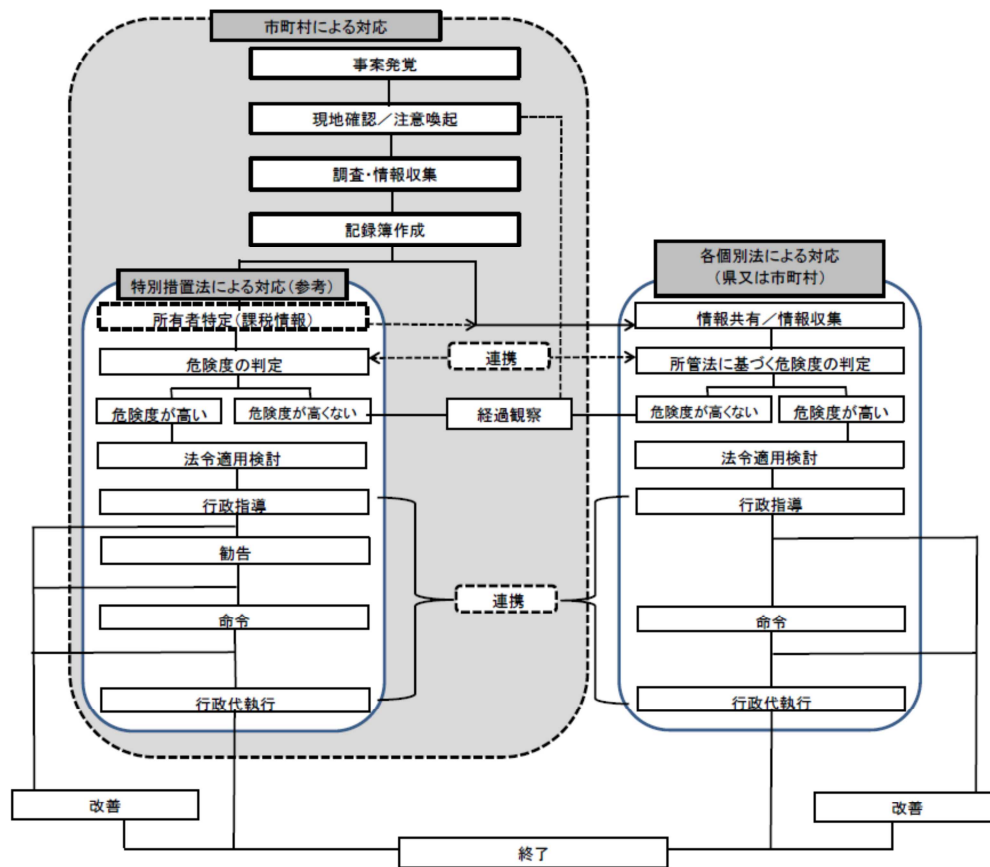 市町村による対応
事案発覚
現地確認／注意喚起
調査・情報収集
記録簿作成
特別措置法による対応(参考)
所有者特定(課税情報)
危険度の判定
危険度が高い
危険度が高くない
法令適用検討
行政指導
勧告
命令
行政代執行
改善
連携
経過観察
連携
各個別法による対応
(県又は市町村)
情報共有／情報収集
所管法に基づく危険度の判定
危険度が高くない
危険度が高い
法令適用検討
行政指導
命令
行政代執行
改善
終了